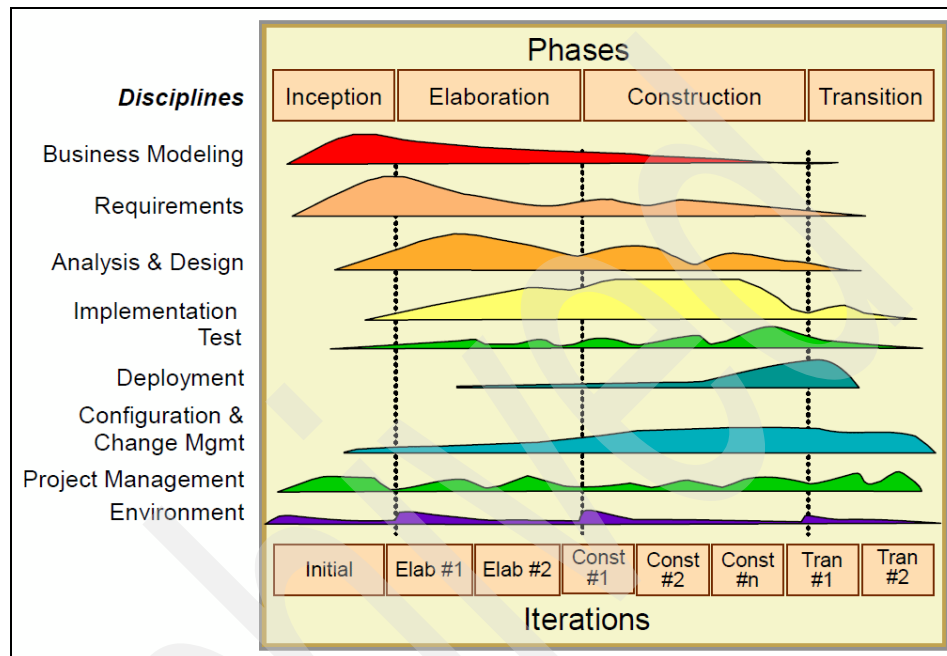 Phases
Disciplines
Inception
Elaboration
Construction
Transition
Business Modeling
Requirements
Analysis & Design
Implementation
Test
Deployment
Configuration &
Change Mgmt
Project Management
Environment
Initial
Elab #1
Elab #2
Const
#1
Const
#2
Const
#n
Tran
#1
Tran
#2
Iterations